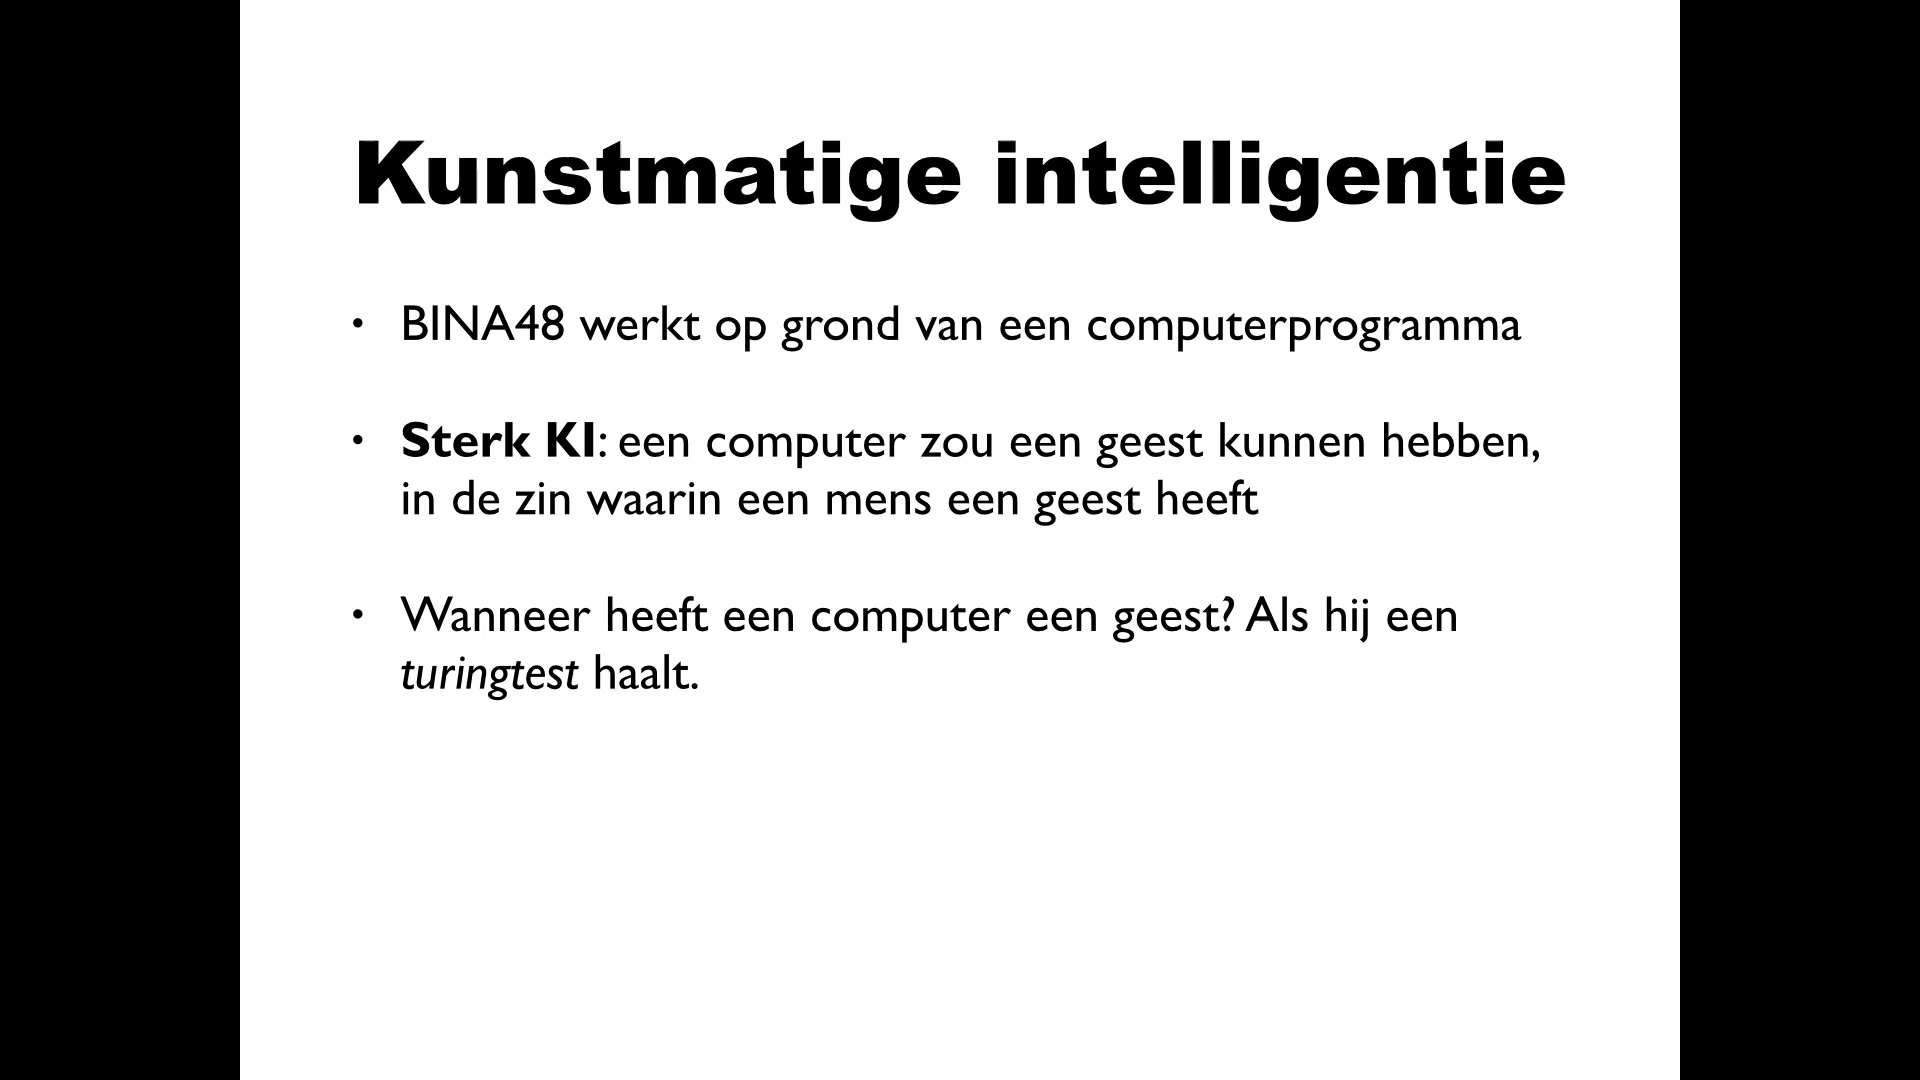 Kunstmatige intelligentie
• BINA48 werkt op grond van een computerprogramma
• Sterk KI: een computer zou een geest kunnen hebben,
in de zin waarin een mens een geest heeft
• Wanneer heeft een computer een geest? Als hij een
turingtest haalt.